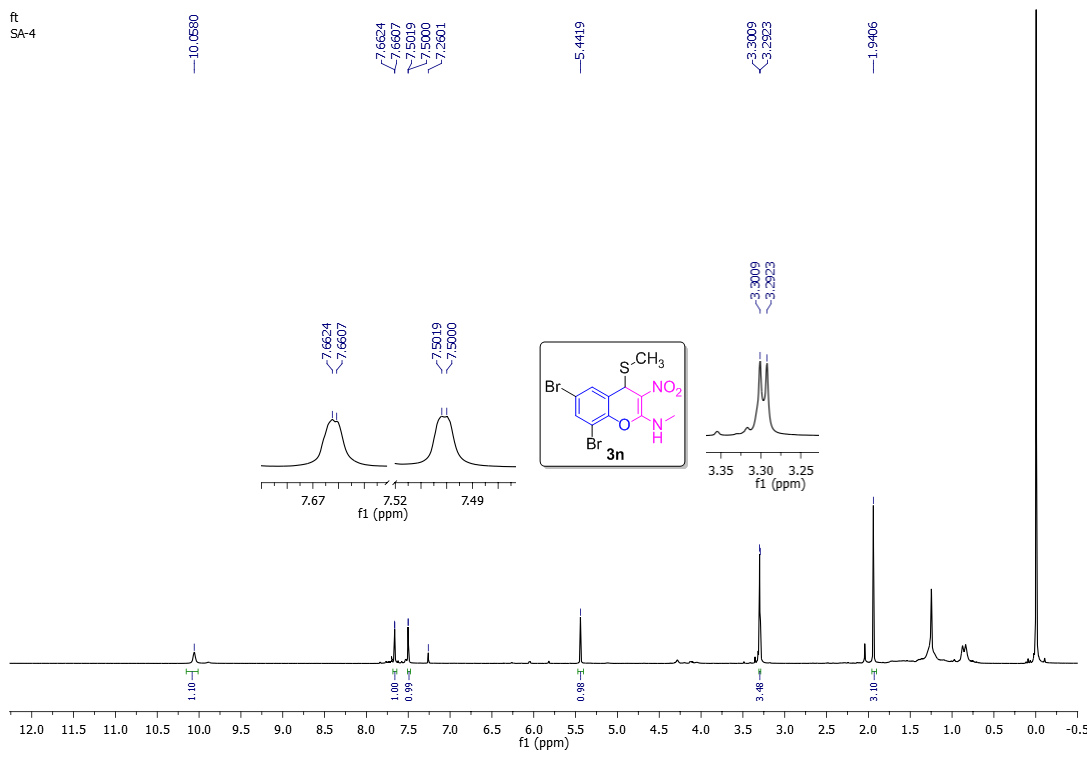 ft
SA-4
10.0580
7.6624
7.6607
7.5019
7.5000
7.2601
5.4419
3.3009
3.2923
1.9406
7.6624
7.6607
7.5019
7.5000
3.3009
3.2923
S CH3
Br
NO2
O
N
H
Br
3n
3.35 3.30 3.25
f1 (ppm)
7.67 7.52 7.49
f1 (ppm)
1.10
1.00
0.99
0.98
3.48
3.10
12.0 11.5 11.0 10.5 10.0 9.5 9.0 8.5 8.0 7.5 7.0 6.5 6.0 5.5 5.0 4.5 4.0 3.5 3.0 2.5 2.0 1.5 1.0 0.5 0.0 -0.5
f1 (ppm)